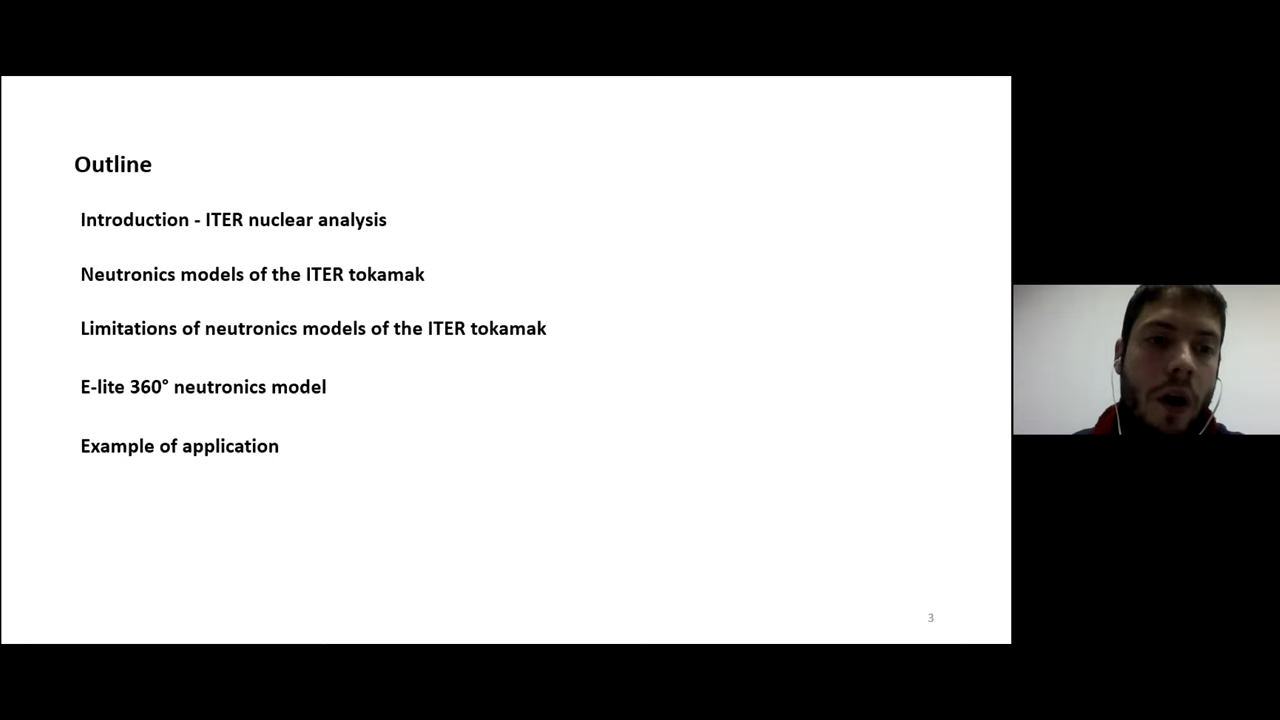 Outline
Introduction - ITER nuclear analysis
Neutronics models of the ITER tokamak
Limitations of neutronics models of the ITER tokamak
E-lite 360° neutronics model
Example of application
3